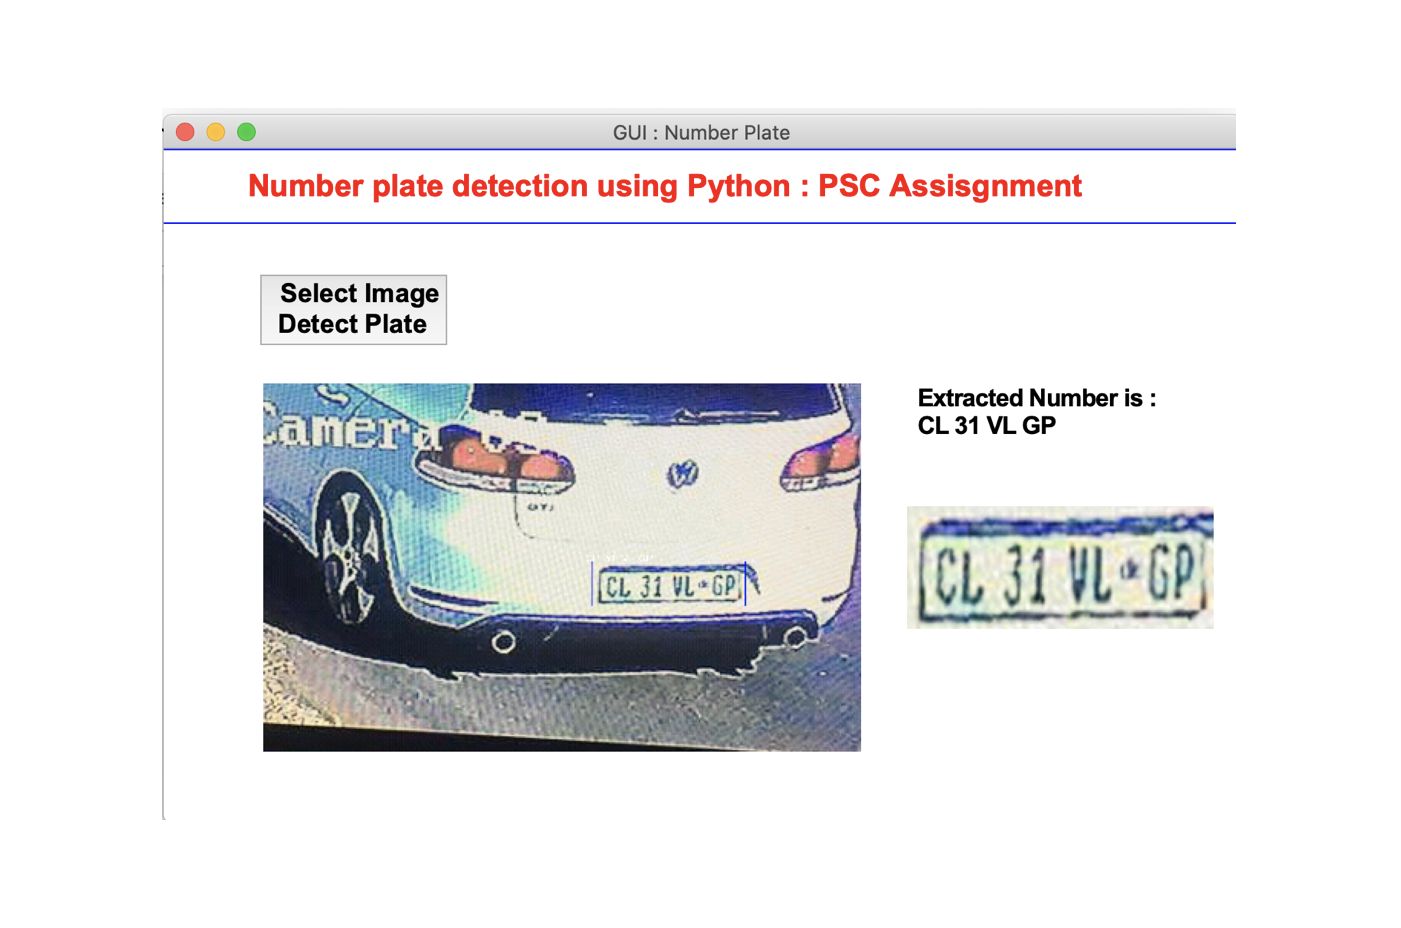 GUI : Number Plate
Number plate detection using Python : PSC Assisgnment
Select Image
Detect Plate
Camera
GTI
CL 31 VL GP
Extracted Number is :
CL 31 VL GP
CL 31 VL GP